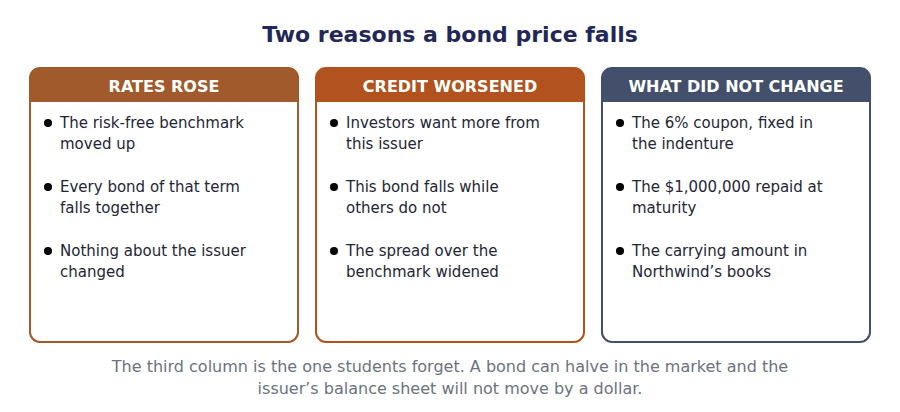 Two reasons a bond price falls
RATES ROSE
The risk-free benchmark
moved up
Every bond of that term
falls together
Nothing about the issuer
changed
CREDIT WORSENED
Investors want more from
this issuer
This bond falls while
others do not
The spread over the
benchmark widened
WHAT DID NOT CHANGE
The 6% coupon, fixed in
the indenture
The $1,000,000 repaid at
maturity
The carrying amount in
Northwind’s books
The third column is the one students forget. A bond can halve in the market and the
issuer’s balance sheet will not move by a dollar.